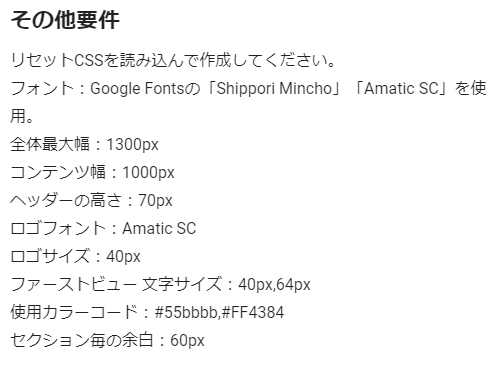 その他要件
リセットCSSを読み込んで作成してください。
フォント：Google Fontsの「Shippori Mincho」「Amatic SC」を使
用。
全体最大幅：1300px
コンテンツ幅：1000px
ヘッダーの高さ：70px
ロゴフォント：Amatic SC
ロゴサイズ：40px
ファーストビュー 文字サイズ：40px,64px
使用カラーコード：#55bbbb,#FF4384
セクション毎の余白：60px